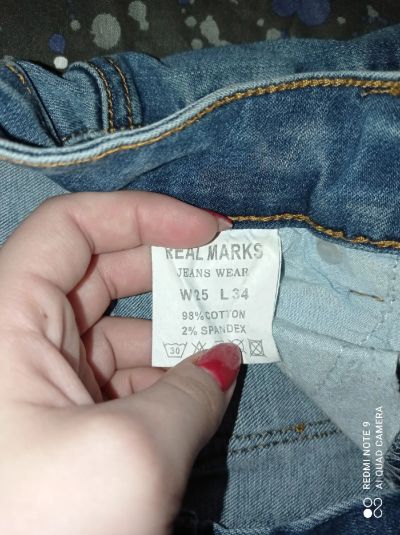 REAL MARKS
JEANS WEAR
W25 L34
98%COTTON
2% SPANDEX
30
REDMI NOTE 9
AI QUAD CAMERA